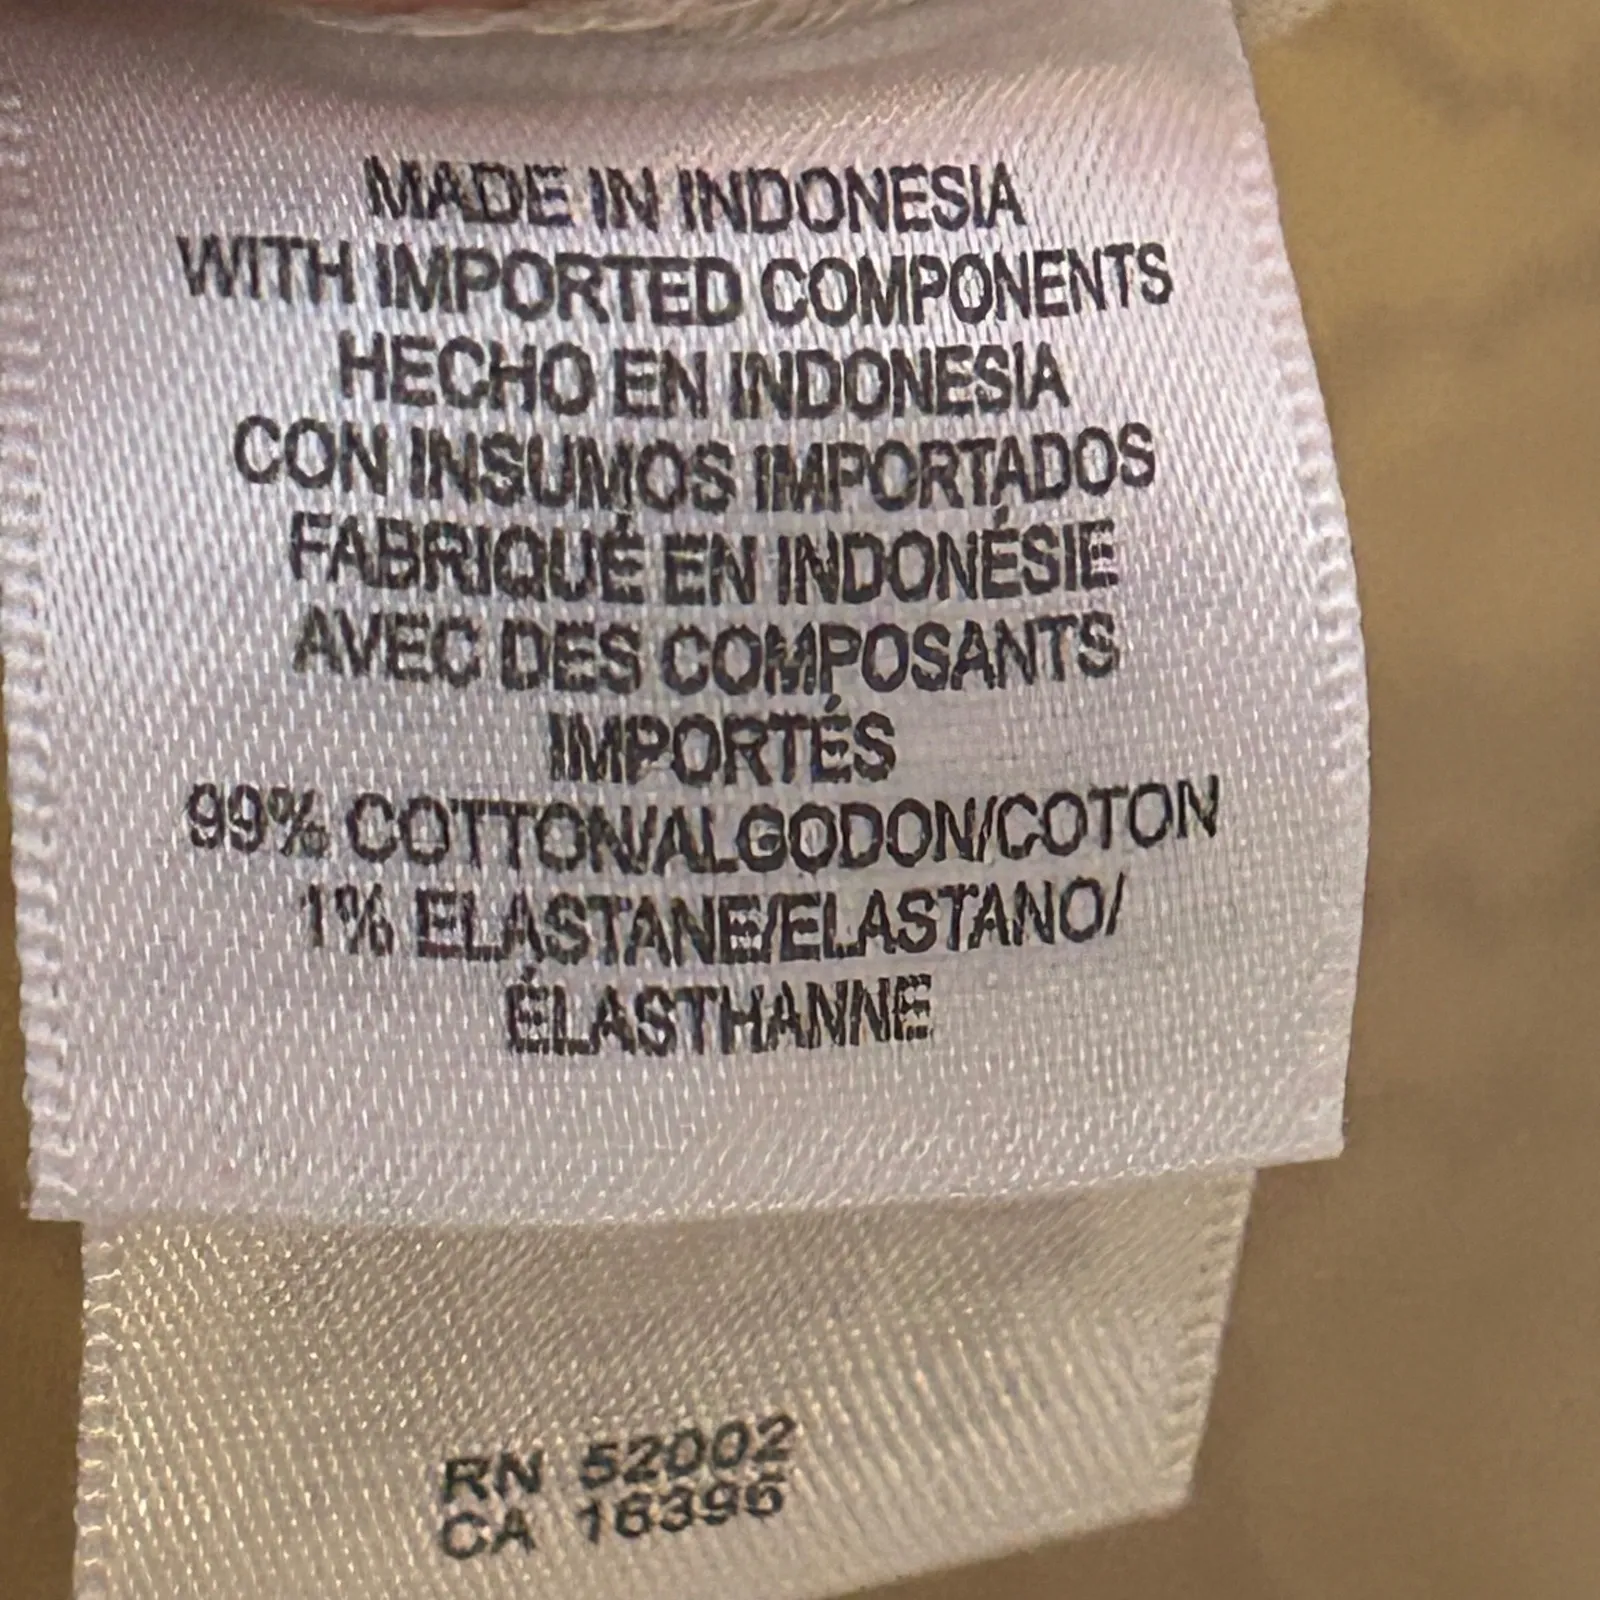 MADE IN INDONESIA
WITH IMPORTED COMPONENTS
HECHO EN INDONESIA
CON INSUMOS IMPORTADOS
FABRIQUÉ EN INDONÉSIE
AVEC DES COMPOSANTS
IMPORTÉS
99% COTTON/ALGODON/COTON
1% ELASTANE/ELASTANO/
ÉLASTHANNE
RN 52002
CA 16396